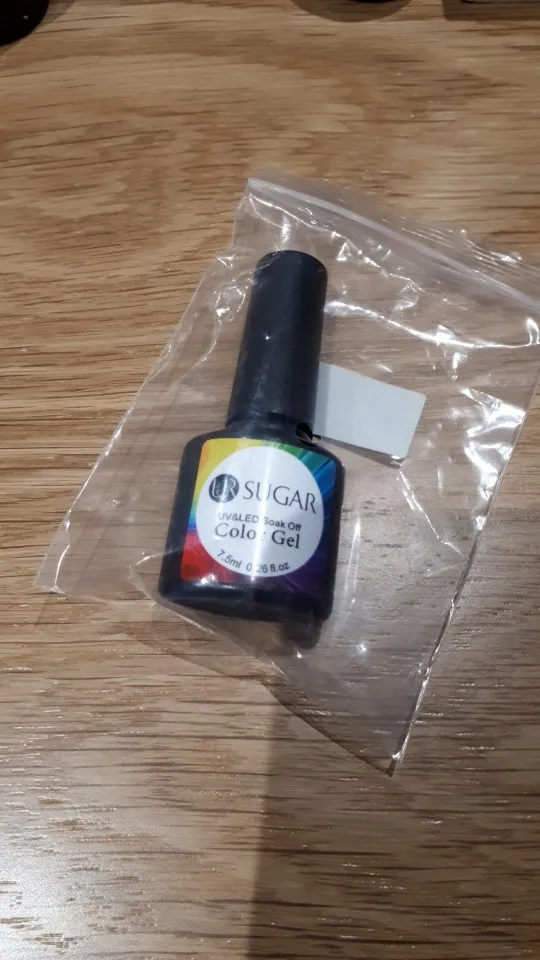 UR SUGAR
UV&LED Soak Off
Color Gel
7.5ml 0.26 fl.oz